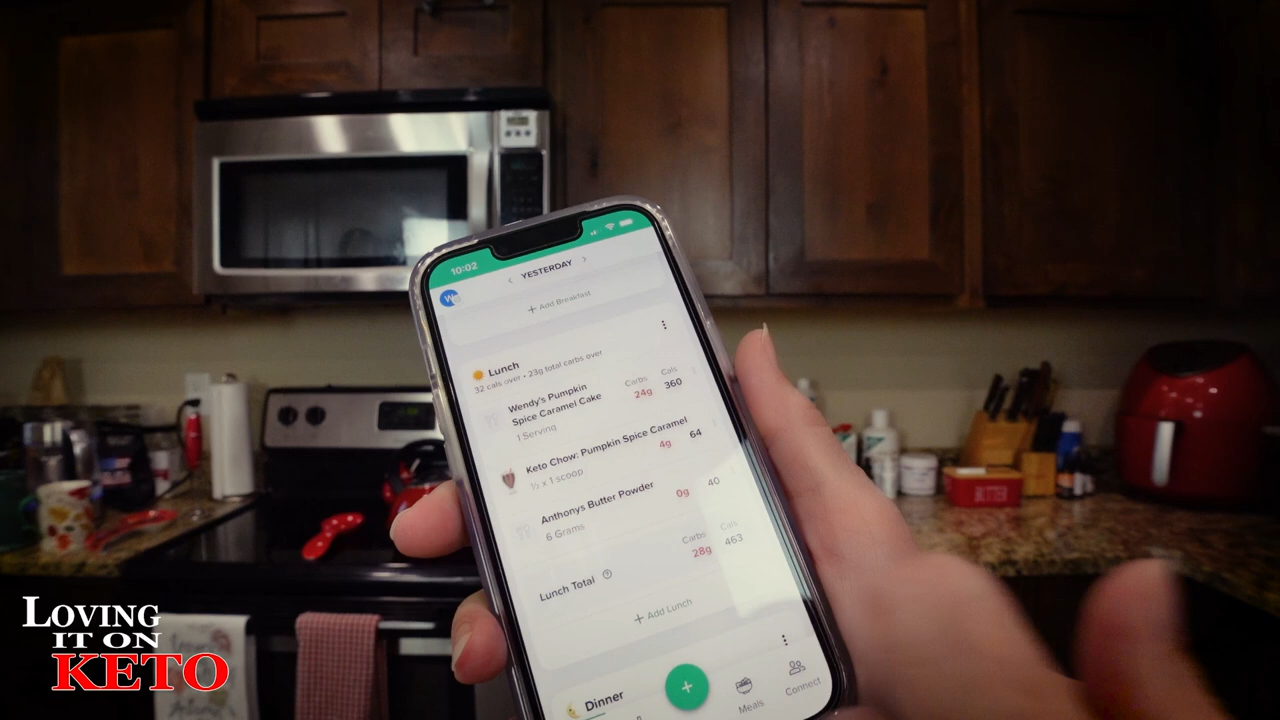 10:02
YESTERDAY
W
+ Add Breakfast
Lunch
32 cals over • 23g total carbs over
Carbs Cals
Wendy's Pumpkin
Spice Caramel Cake
24g 360
1 Serving
Keto Chow: Pumpkin Spice Caramel
4g 64
½ x 1 scoop
Anthonys Butter Powder
0g 40
6 Grams
Carbs Cals
Lunch Total 28g 463
+ Add Lunch
Dinner
+
Meals
Connect
BUTTER
LOVING
IT ON
KETO